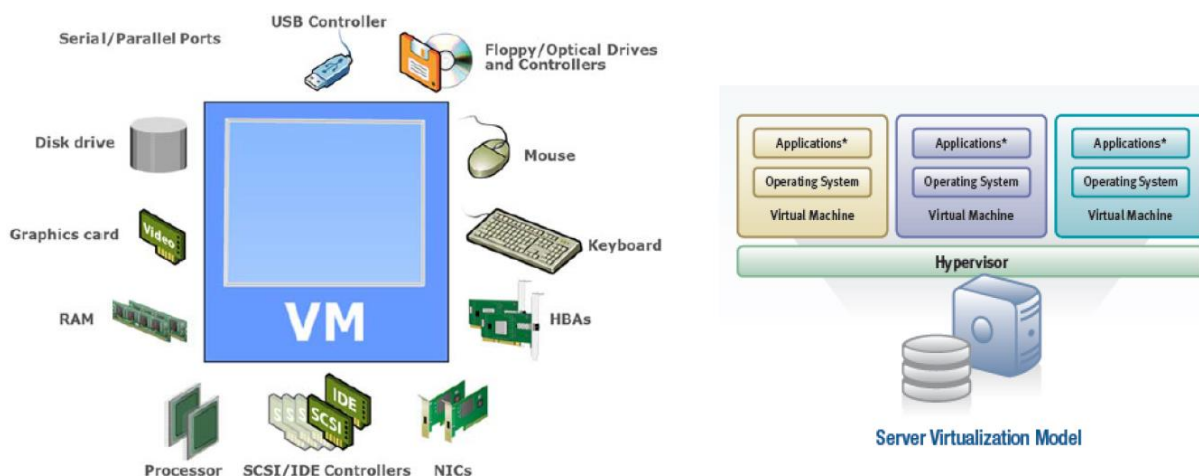 USB Controller
Serial/Parallel Ports
Floppy/Optical Drives
and Controllers
Disk drive
Mouse
Graphics card
Video
Keyboard
RAM
VM
HBAs
IDE
SCSI
S
S
S
S
Processor
SCSI/IDE Controllers
NICs
Applications*
Operating System
Virtual Machine
Applications*
Operating System
Virtual Machine
Applications*
Operating System
Virtual Machine
Hypervisor
Server Virtualization Model